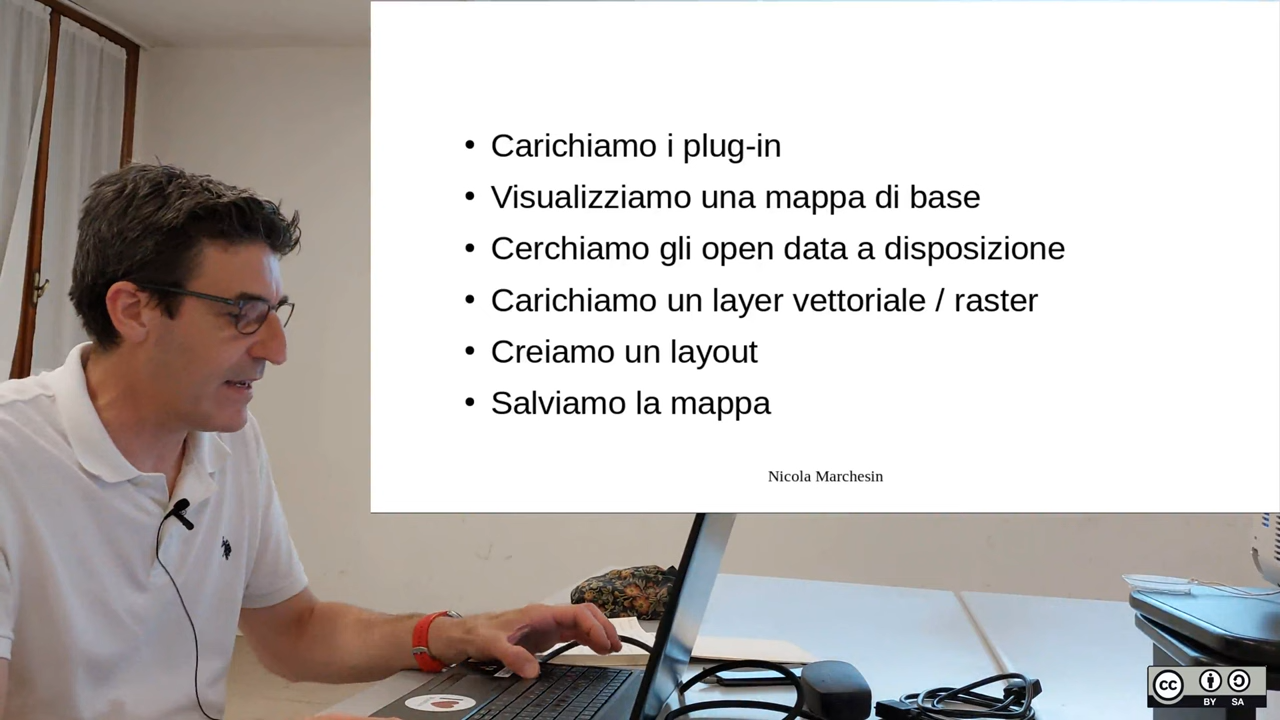 • Carichiamo i plug-in
• Visualizziamo una mappa di base
• Cerchiamo gli open data a disposizione
• Carichiamo un layer vettoriale / raster
• Creiamo un layout
• Salviamo la mappa
Nicola Marchesin
CC
BY SA